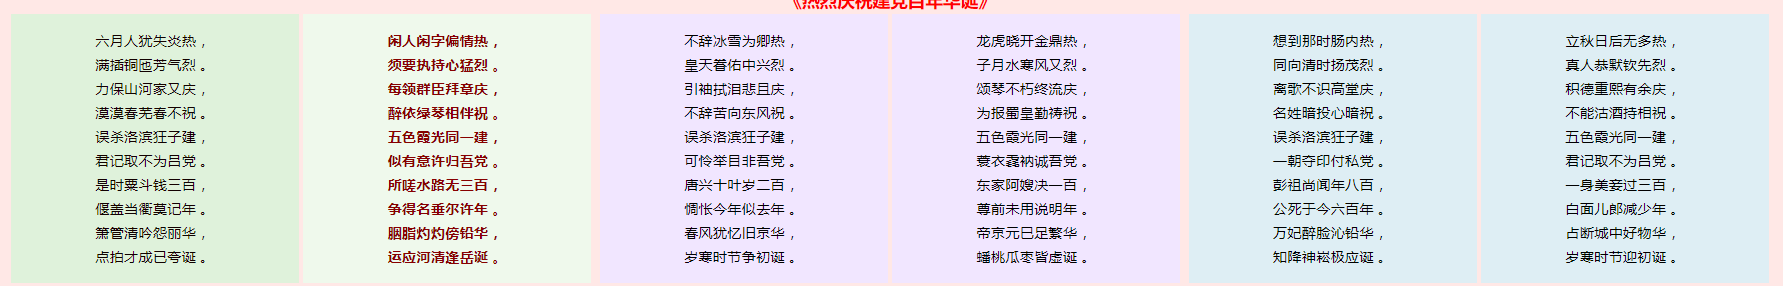 《热烈庆祝建党百年华诞》
六月人犹失炎热，
满插铜匜芳气烈。
力保山河家又庆，
漠漠春芜春不祝。
误杀洛滨狂子建，
君记取不为吕党。
是时粟斗钱三百，
偃盖当衢莫记年。
箫管清吟怨丽华，
点拍才成已夸诞。
闲人闲字偏情热，
须要执持心猛烈。
每领群臣拜章庆，
醉依绿琴相伴祝。
五色霞光同一建，
似有意许归吾党。
所嗟水路无三百，
争得名垂尔许年。
胭脂灼灼傍铅华，
运应河清逢岳诞。
不辞冰雪为卿热，
皇天眷佑中兴烈。
引袖拭泪悲且庆，
不辞苦向东风祝。
误杀洛滨狂子建，
可怜举目非吾党。
唐兴十叶岁二百，
惆怅今年似去年。
春风犹忆旧京华，
岁寒时节争初诞。
龙虎晓开金鼎热，
子月水寒风又烈。
颂琴不朽终流庆，
为报蜀皇勤祷祝。
五色霞光同一建，
蓑衣毳衲诚吾党。
东家阿嫂决一百，
尊前未用说明年。
帝京元巳足繁华，
蟠桃瓜枣皆虚诞。
想到那时肠内热，
同向清时扬茂烈。
离歌不识高堂庆，
名姓暗投心暗祝。
误杀洛滨狂子建，
一朝夺印付私党。
彭祖尚闻年八百，
公死于今六百年。
万妃醉脸沁铅华，
知降神崧极应诞。
立秋日后无多热，
真人恭默钦先烈。
积德重熙有余庆，
不能沽酒持相祝。
五色霞光同一建，
君记取不为吕党。
一身美妾过三百，
白面儿郎减少年。
占断城中好物华，
岁寒时节迎初诞。